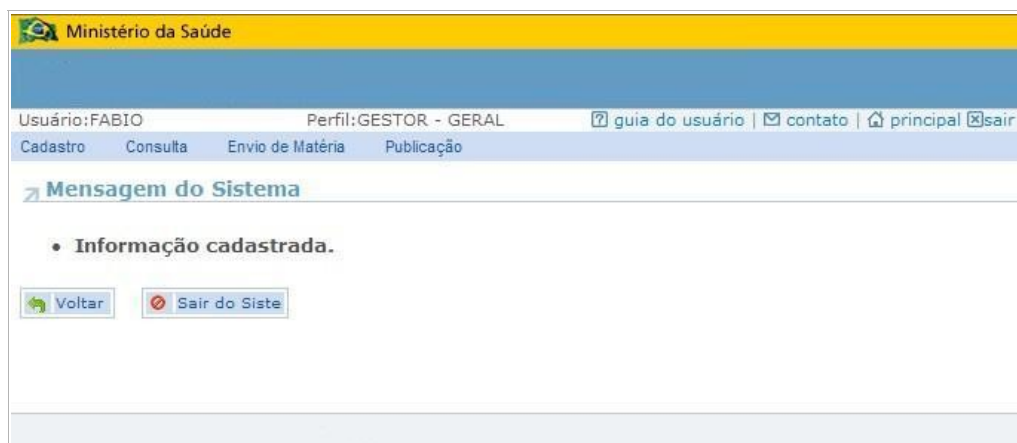 Ministério da Saúde
Usuário:FABIO Perfil:GESTOR - GERAL guia do usuário | contato | principal sair
Cadastro Consulta Envio de Matéria Publicação
Mensagem do Sistema
• Informação cadastrada.
Voltar Sair do Siste